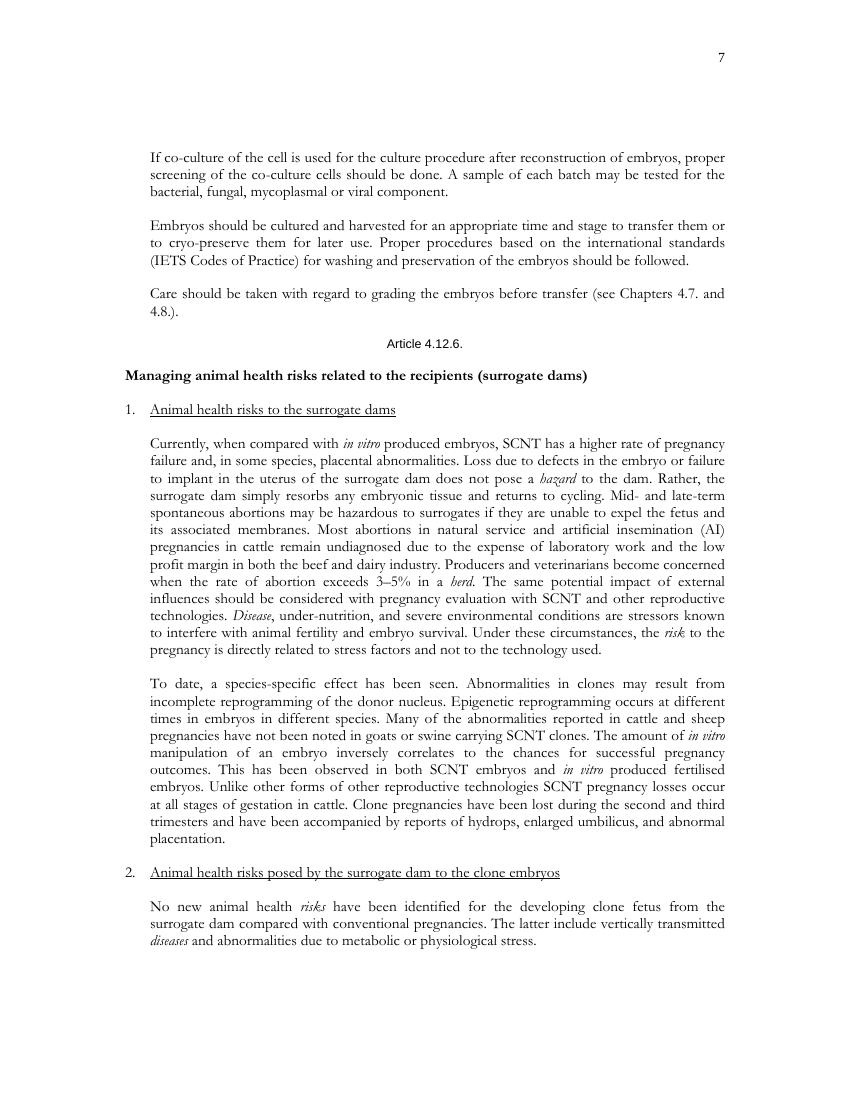 7
If co-culture of the cell is used for the culture procedure after reconstruction of embryos, proper
screening of the co-culture cells should be done. A sample of each batch may be tested for the
bacterial, fungal, mycoplasmal or viral component.
Embryos should be cultured and harvested for an appropriate time and stage to transfer them or
to cryo-preserve them for later use. Proper procedures based on the international standards
(IETS Codes of Practice) for washing and preservation of the embryos should be followed.
Care should be taken with regard to grading the embryos before transfer (see Chapters 4.7. and
4.8.).
Article 4.12.6.
Managing animal health risks related to the recipients (surrogate dams)
1. Animal health risks to the surrogate dams
Currently, when compared with in vitro produced embryos, SCNT has a higher rate of pregnancy
failure and, in some species, placental abnormalities. Loss due to defects in the embryo or failure
to implant in the uterus of the surrogate dam does not pose a hazard to the dam. Rather, the
surrogate dam simply resorbs any embryonic tissue and returns to cycling. Mid- and late-term
spontaneous abortions may be hazardous to surrogates if they are unable to expel the fetus and
its associated membranes. Most abortions in natural service and artificial insemination (AI)
pregnancies in cattle remain undiagnosed due to the expense of laboratory work and the low
profit margin in both the beef and dairy industry. Producers and veterinarians become concerned
when the rate of abortion exceeds 3–5% in a herd. The same potential impact of external
influences should be considered with pregnancy evaluation with SCNT and other reproductive
technologies. Disease, under-nutrition, and severe environmental conditions are stressors known
to interfere with animal fertility and embryo survival. Under these circumstances, the risk to the
pregnancy is directly related to stress factors and not to the technology used.
To date, a species-specific effect has been seen. Abnormalities in clones may result from
incomplete reprogramming of the donor nucleus. Epigenetic reprogramming occurs at different
times in embryos in different species. Many of the abnormalities reported in cattle and sheep
pregnancies have not been noted in goats or swine carrying SCNT clones. The amount of in vitro
manipulation of an embryo inversely correlates to the chances for successful pregnancy
outcomes. This has been observed in both SCNT embryos and in vitro produced fertilised
embryos. Unlike other forms of other reproductive technologies SCNT pregnancy losses occur
at all stages of gestation in cattle. Clone pregnancies have been lost during the second and third
trimesters and have been accompanied by reports of hydrops, enlarged umbilicus, and abnormal
placentation.
2. Animal health risks posed by the surrogate dam to the clone embryos
No new animal health risks have been identified for the developing clone fetus from the
surrogate dam compared with conventional pregnancies. The latter include vertically transmitted
diseases and abnormalities due to metabolic or physiological stress.